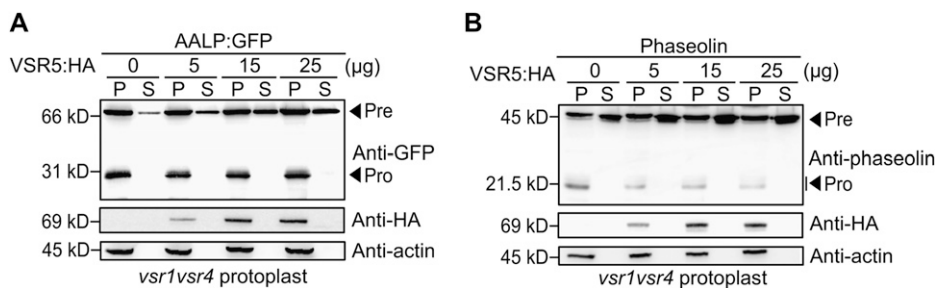 A
AALP:GFP
VSR5:HA 0 5 15 25 (µg)
P S P S P S P S
66 kD
Pre
Anti-GFP
31 kD
Pro
69 kD
Anti-HA
45 kD
Anti-actin
vsr1vsr4 protoplast
B
Phaseolin
VSR5:HA 0 5 15 25 (µg)
P S P S P S P S
45 kD
Pre
Anti-phaseolin
21.5 kD
Pro
69 kD
Anti-HA
45 kD
Anti-actin
vsr1vsr4 protoplast